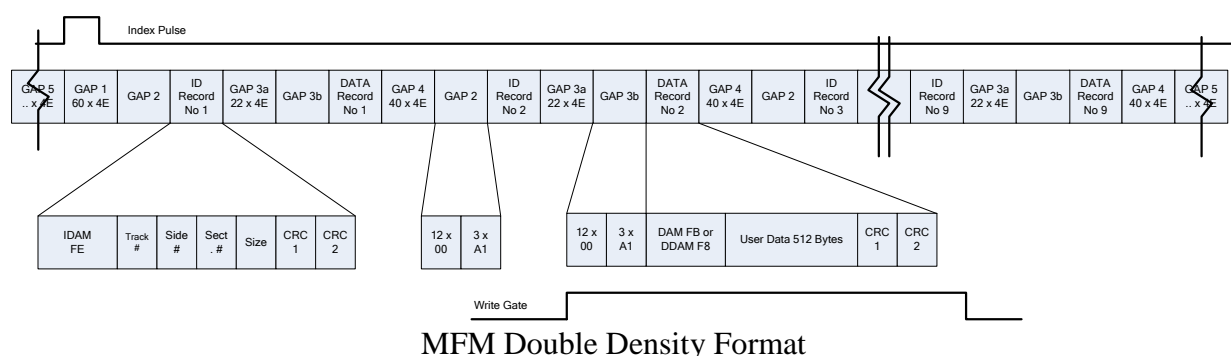 Index Pulse
GAP 5
.. x 4E
GAP 1
60 x 4E
GAP 2
ID
Record
No 1
GAP 3a
22 x 4E
GAP 3b
DATA
Record
No 1
GAP 4
40 x 4E
GAP 2
ID
Record
No 2
GAP 3a
22 x 4E
GAP 3b
DATA
Record
No 2
GAP 4
40 x 4E
GAP 2
ID
Record
No 3
ID
Record
No 9
GAP 3a
22 x 4E
GAP 3b
DATA
Record
No 9
GAP 4
40 x 4E
GAP 5
.. x 4E
IDAM
FE
Track
#
Side
#
Sect
. #
Size
CRC
1
CRC
2
12 x
00
3 x
A1
12 x
00
3 x
A1
DAM FB or
DDAM F8
User Data 512 Bytes
CRC
1
CRC
2
Write Gate
MFM Double Density Format